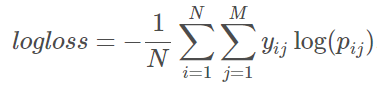 logloss = −\frac{1}{N} \sum_{i=1}^{N} \sum_{j=1}^{M} y_{ij} \log(p_{ij})